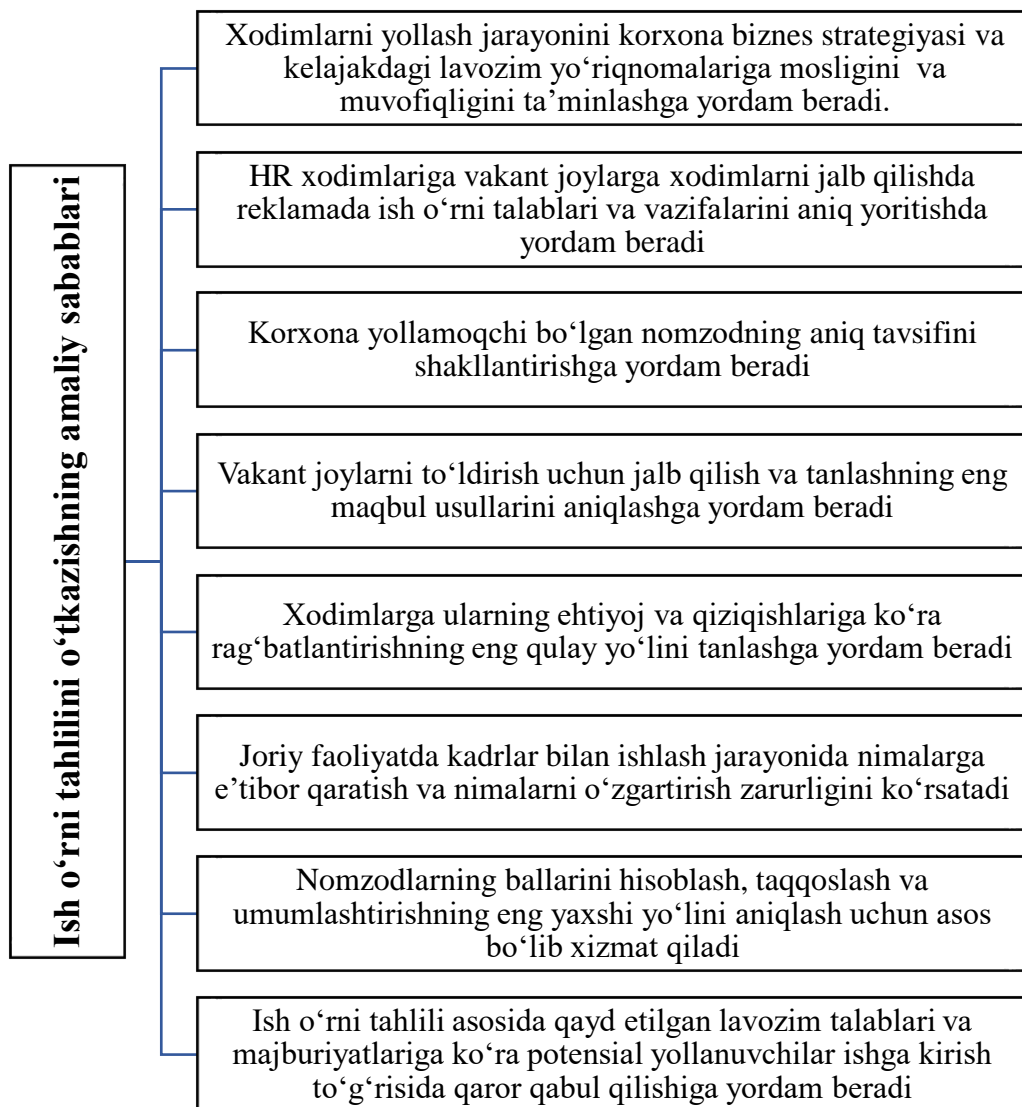 Ish o‘rni tahlilini o‘tkazishning amaliy sabablari
Xodimlarni yollash jarayonini korxona biznes strategiyasi va
kelajakdagi lavozim yo‘riqnomalariga mosligini va
muvofiqligini ta’minlashga yordam beradi.
HR xodimlariga vakant joylarga xodimlarni jalb qilishda
reklamada ish o‘rni talablari va vazifalarini aniq yoritishda
yordam beradi
Korxona yollamoqchi bo‘lgan nomzodning aniq tavsifini
shakllantirishga yordam beradi
Vakant joylarni to‘ldirish uchun jalb qilish va tanlashning eng
maqbul usullarini aniqlashga yordam beradi
Xodimlarga ularning ehtiyoj va qiziqishlariga ko‘ra
rag‘batlantirishning eng qulay yo‘lini tanlashga yordam beradi
Joriy faoliyatda kadrlar bilan ishlash jarayonida nimalarga
e’tibor qaratish va nimalarni o‘zgartirish zarurligini ko‘rsatadi
Nomzodlarning ballarini hisoblash, taqqoslash va
umumlashtirishning eng yaxshi yo‘lini aniqlash uchun asos
bo‘lib xizmat qiladi
Ish o‘rni tahlili asosida qayd etilgan lavozim talablari va
majburiyatlariga ko‘ra potensial yollanuvchilar ishga kirish
to‘g‘risida qaror qabul qilishiga yordam beradi